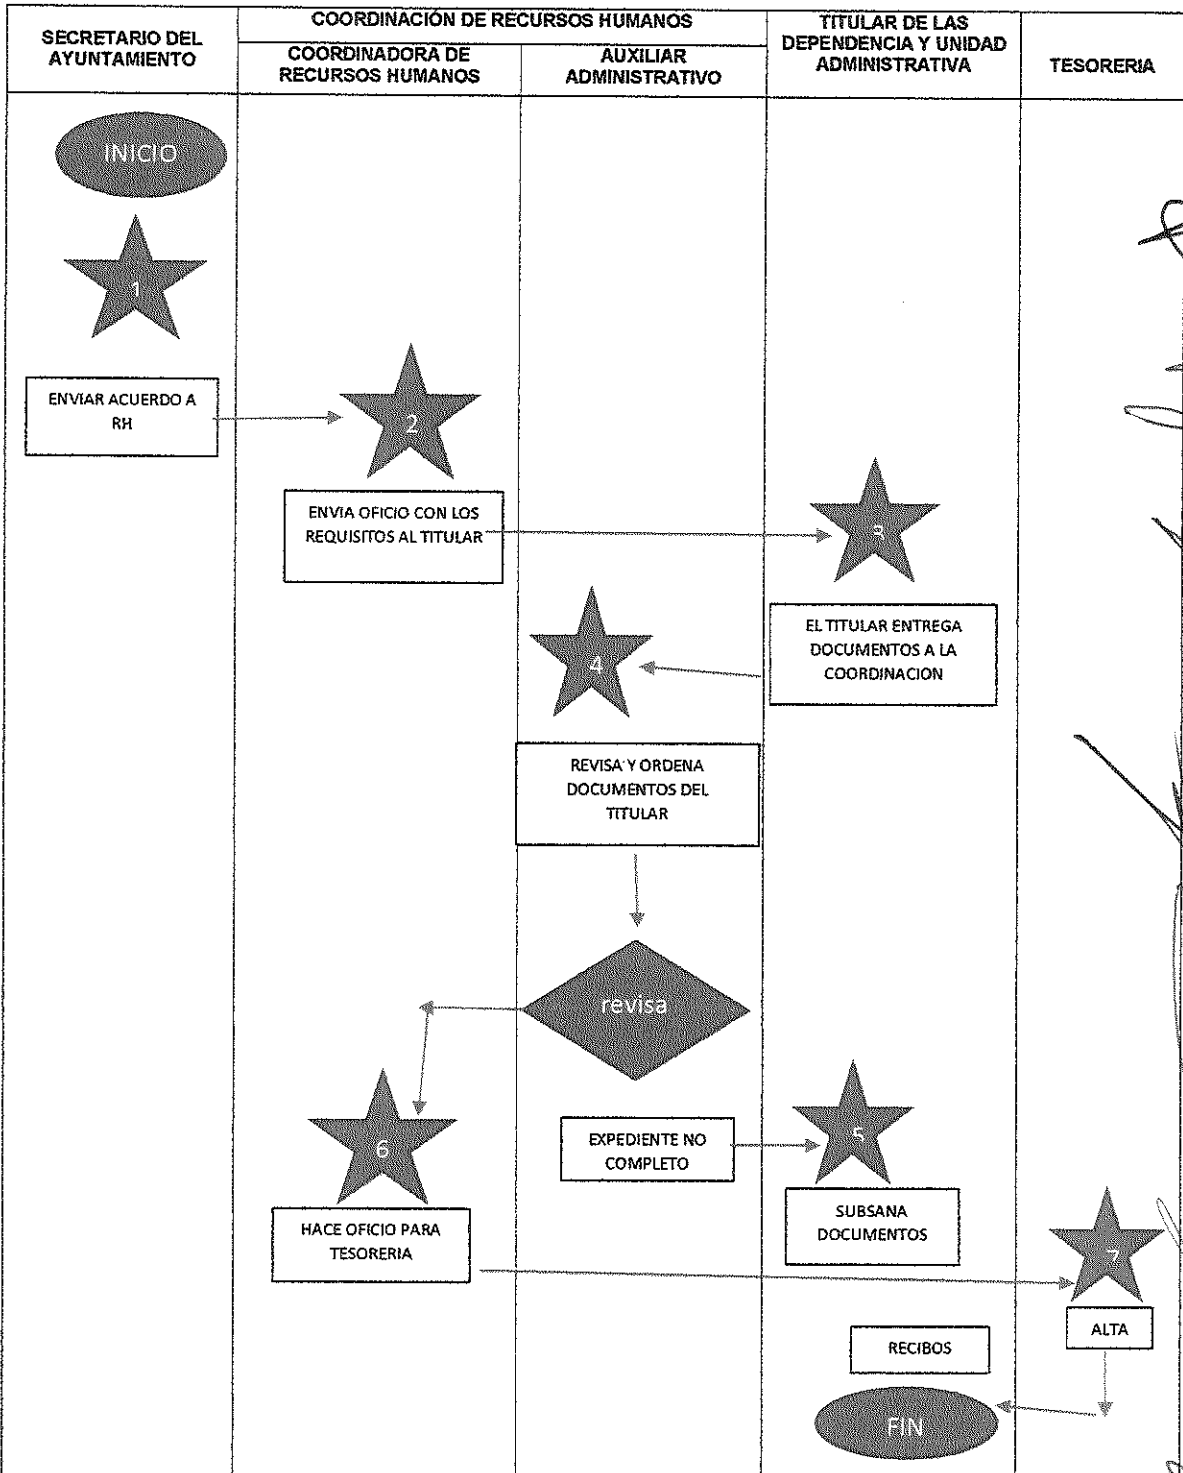 SECRETARIO DEL
AYUNTAMIENTO
COORDINACIÓN DE RECURSOS HUMANOS
COORDINADORA DE
RECURSOS HUMANOS
AUXILIAR
ADMINISTRATIVO
TITULAR DE LAS
DEPENDENCIA Y UNIDAD
ADMINISTRATIVA
TESORERIA
INICIO
1
ENVIAR ACUERDO A
RH
2
ENVIA OFICIO CON LOS
REQUISITOS AL TITULAR
3
EL TITULAR ENTREGA
DOCUMENTOS A LA
COORDINACION
4
REVISA Y ORDENA
DOCUMENTOS DEL
TITULAR
revisa
EXPEDIENTE NO
COMPLETO
5
SUBSANA
DOCUMENTOS
6
HACE OFICIO PARA
TESORERIA
7
ALTA
RECIBOS
FIN